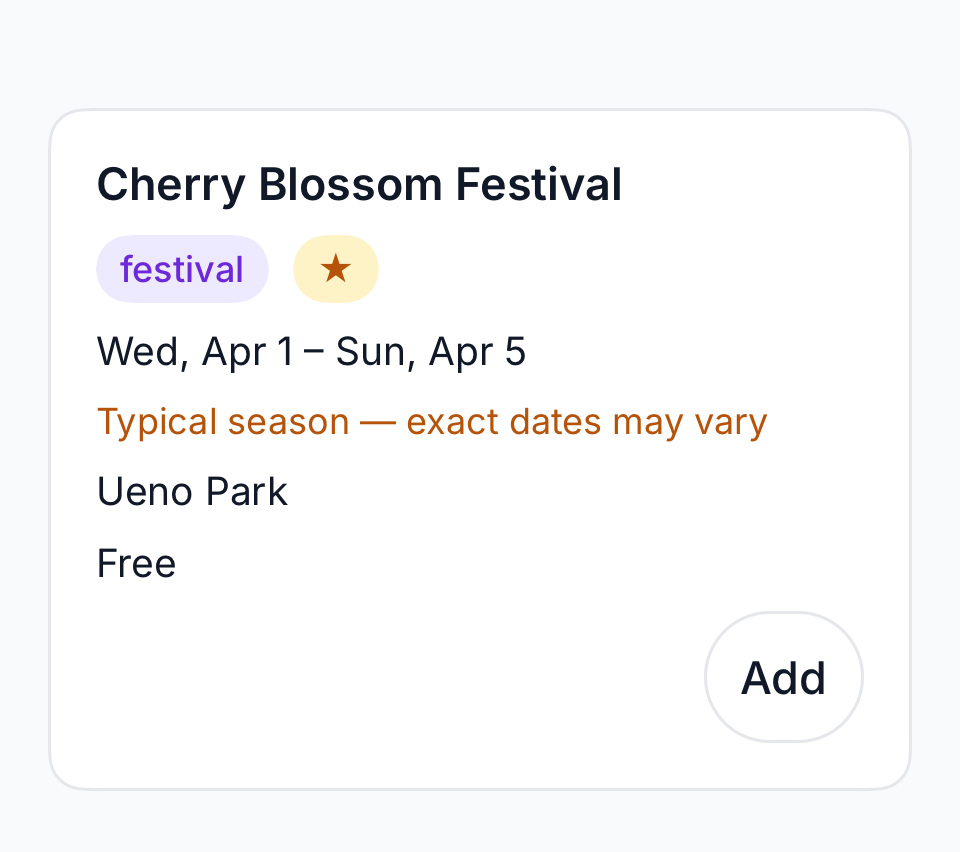 Cherry Blossom Festival
festival ★
Wed, Apr 1 – Sun, Apr 5
Typical season — exact dates may vary
Ueno Park
Free
Add